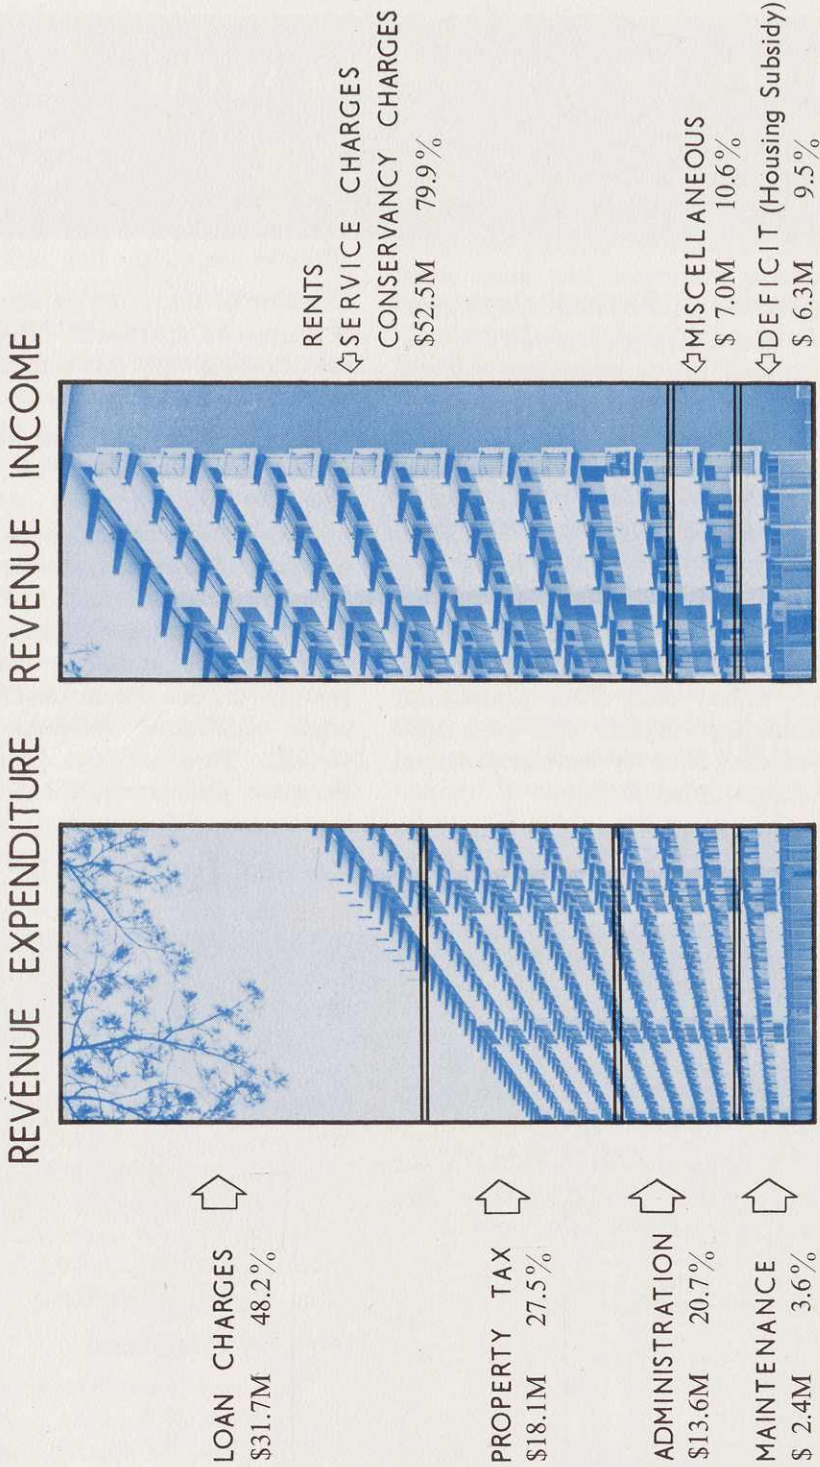 REVENUE EXPENDITURE
REVENUE INCOME
LOAN CHARGES
$31.7M 48.2%
PROPERTY TAX
$18.1M 27.5%
ADMINISTRATION
$13.6M 20.7%
MAINTENANCE
$ 2.4M 3.6%
RENTS
SERVICE CHARGES
CONSERVANCY CHARGES
$52.5M 79.9%
MISCELLANEOUS
$ 7.0M 10.6%
DEFICIT (Housing Subsidy)
$ 6.3M 9.5%